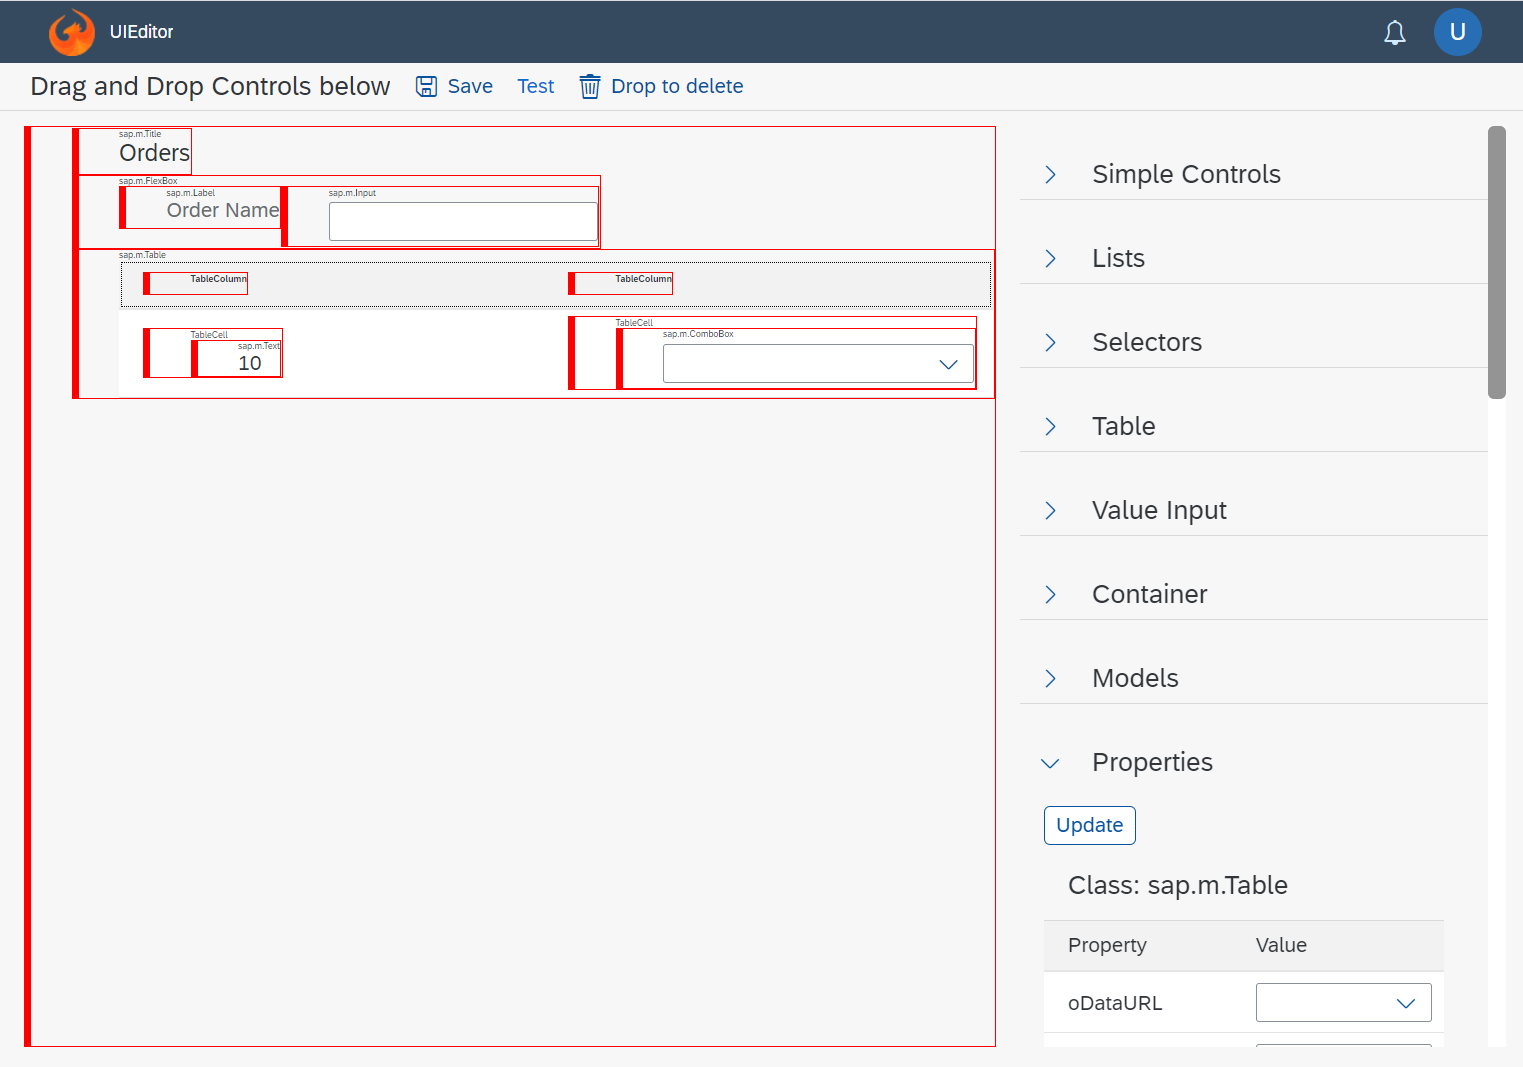 UIEditor
U
Drag and Drop Controls below
Save
Test
Drop to delete
sap.m.Title
Orders
sap.m.FlexBox
sap.m.Label
Order Name
sap.m.Input
sap.m.Table
TableColumn
TableColumn
TableCell
sap.m.Text
10
TableCell
sap.m.ComboBox
Simple Controls
Lists
Selectors
Table
Value Input
Container
Models
Properties
Update
Class: sap.m.Table
Property
Value
oDataURL